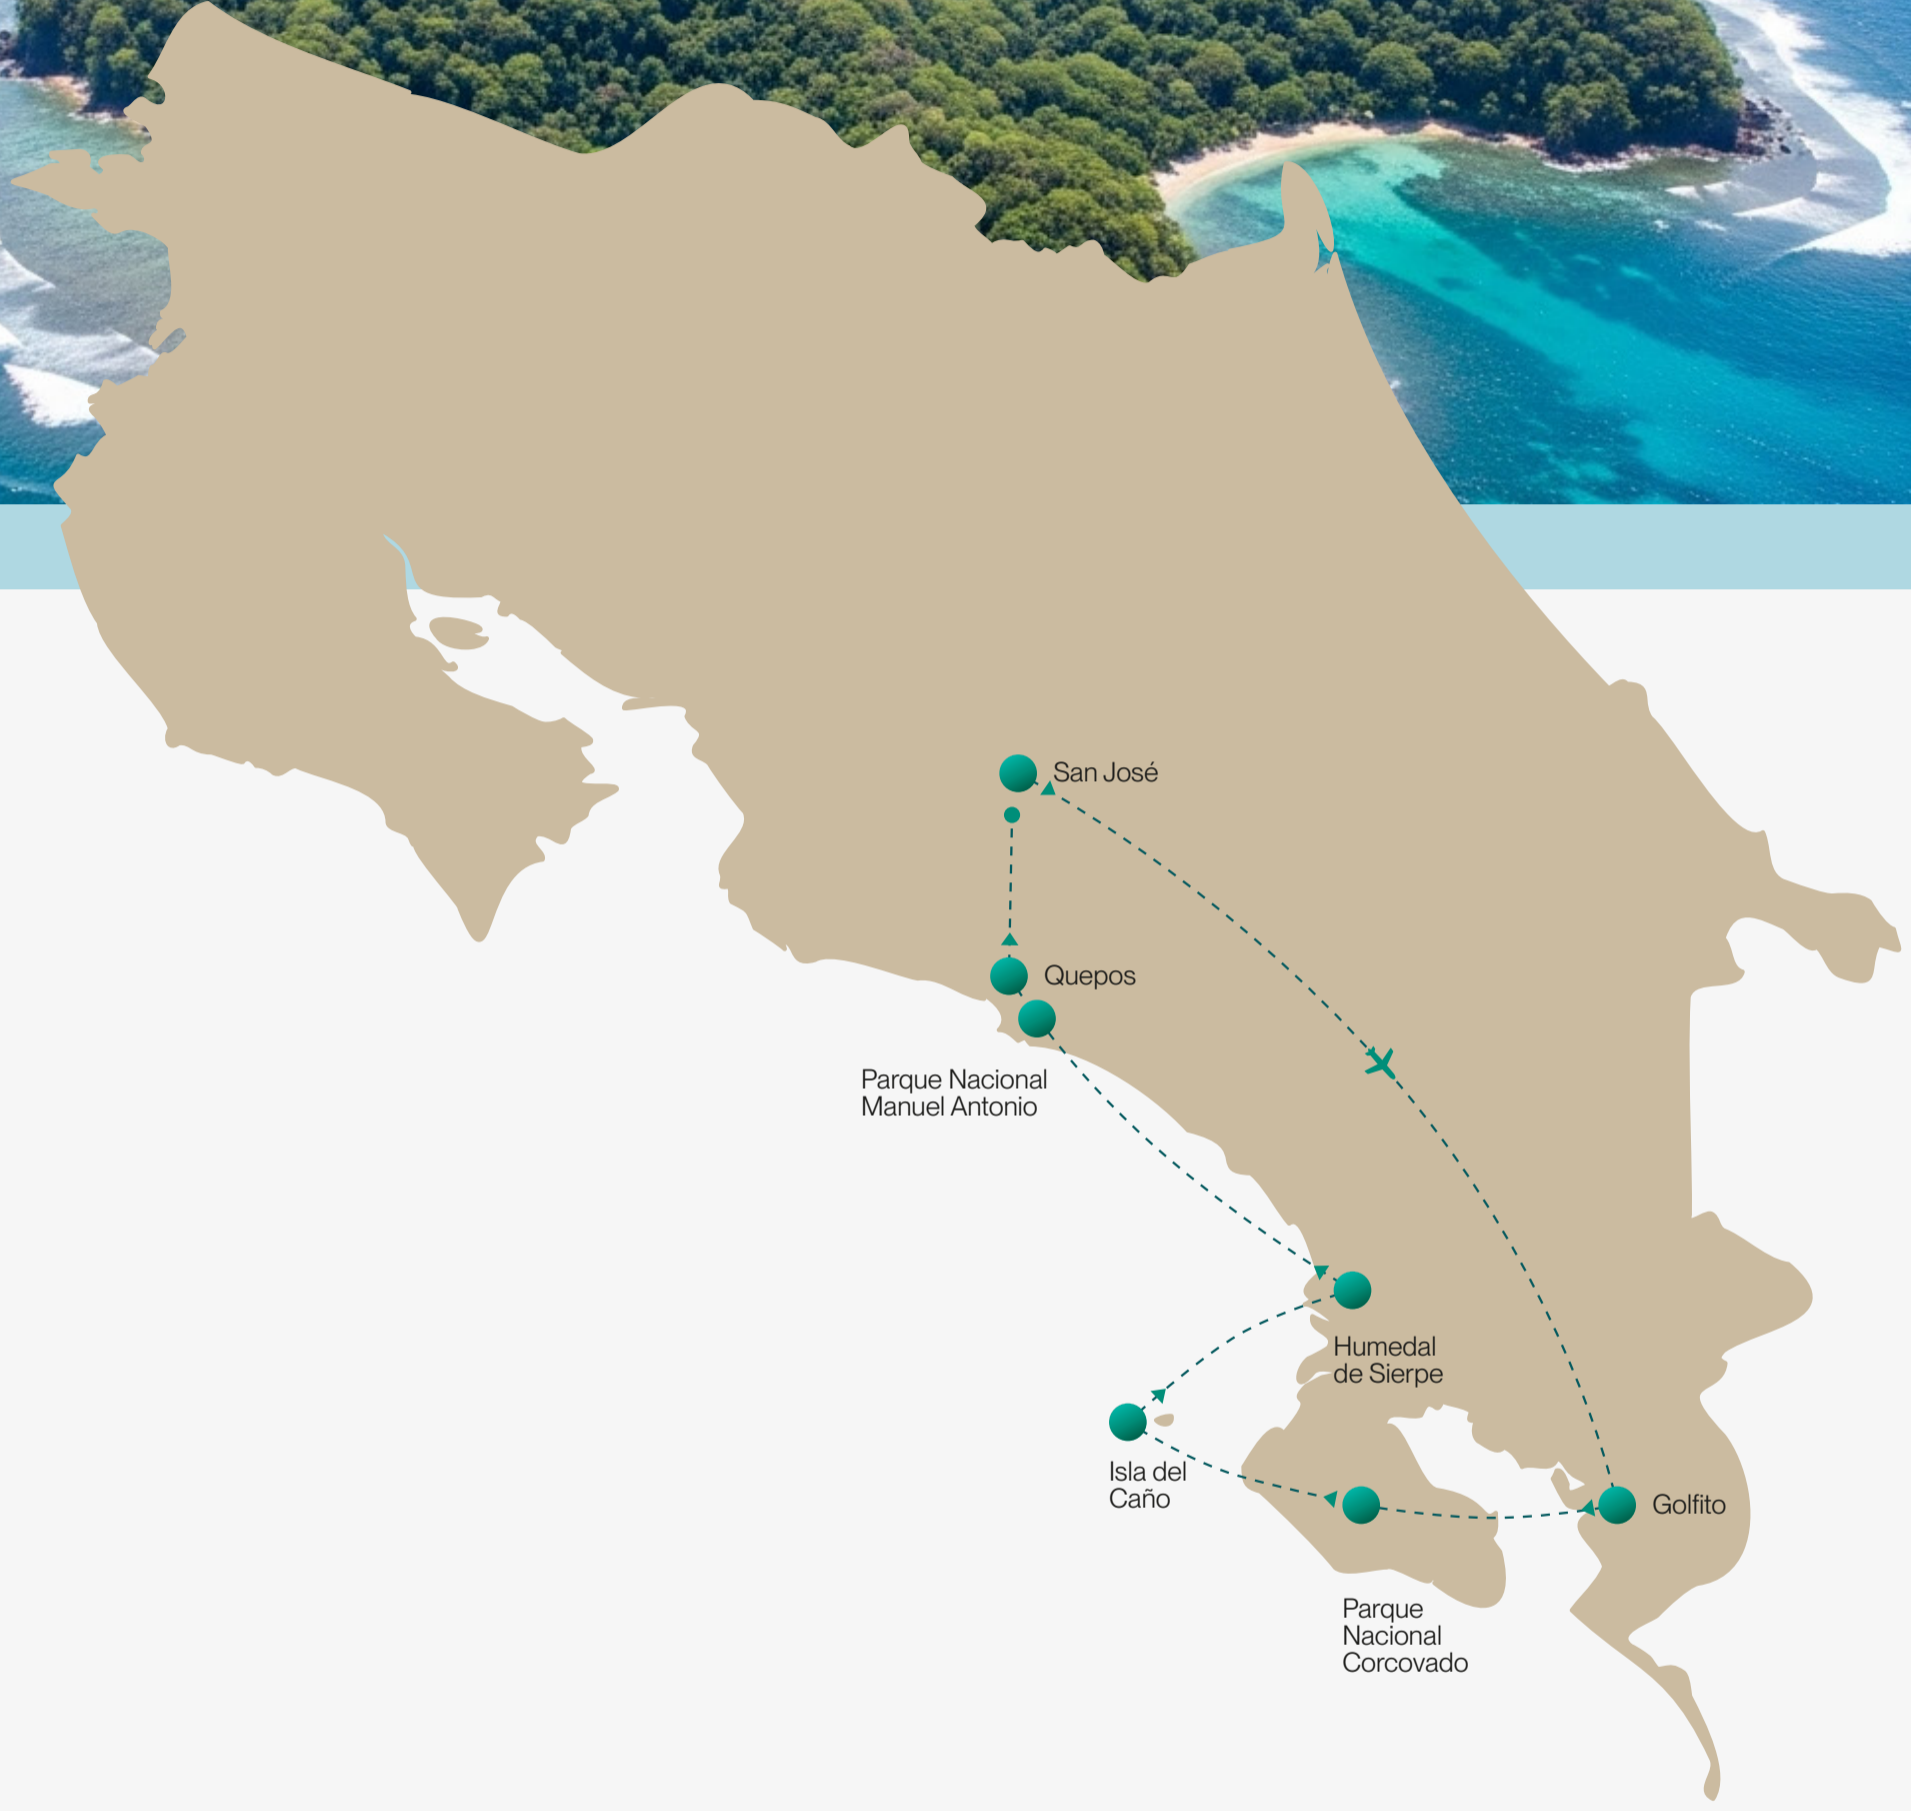 San José
Quepos
Parque Nacional
Manuel Antonio
Humedal
de Sierpe
Isla del
Caño
Golfito
Parque
Nacional
Corcovado